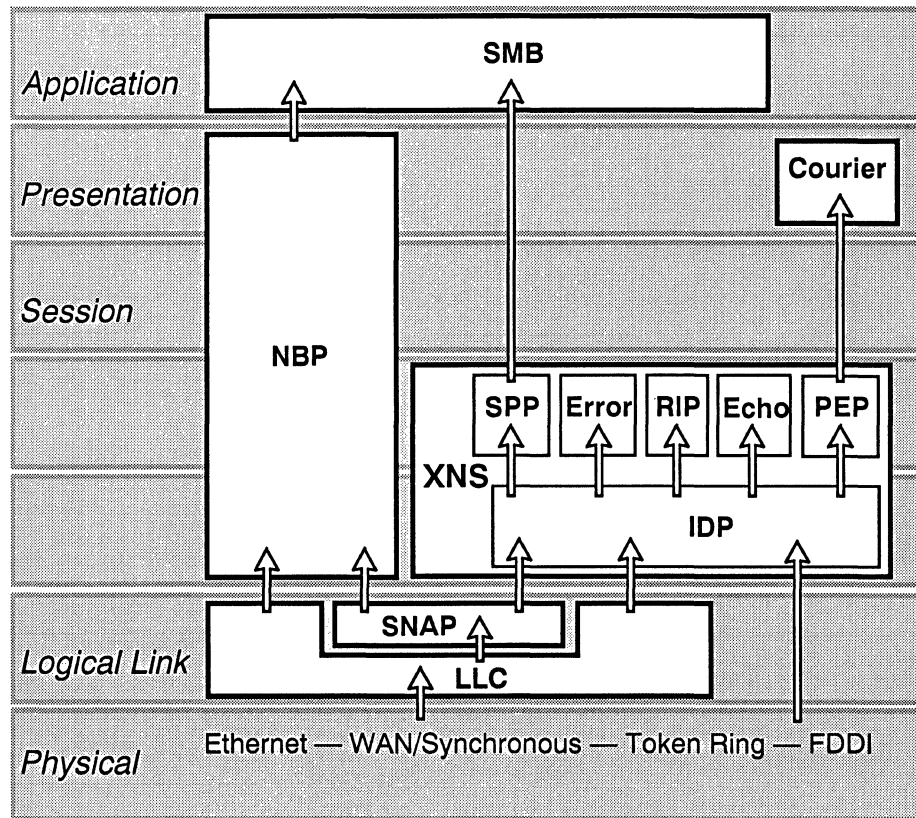 SMB
Application
Courier
Presentation
Session
NBP
SPP Error RIP Echo PEP
XNS
IDP
SNAP
Logical Link
LLC
Ethernet — WAN/Synchronous — Token Ring — FDDI
Physical